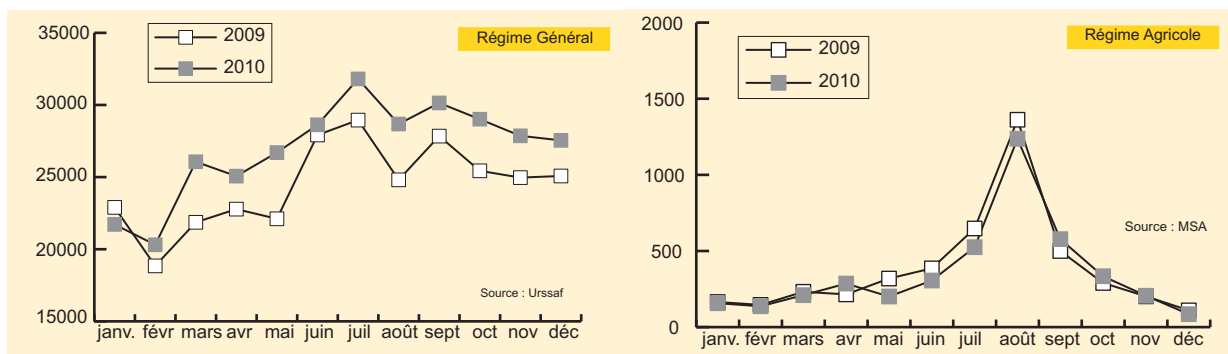 35000
30000
25000
20000
15000
2009
2010
Régime Général
Source : Urssaf
janv. févr mars avr mai juin juil août sept oct nov déc
2000
1500
1000
500
0
2009
2010
Régime Agricole
Source : MSA
janv. févr mars avr mai juin juil août sept oct nov déc